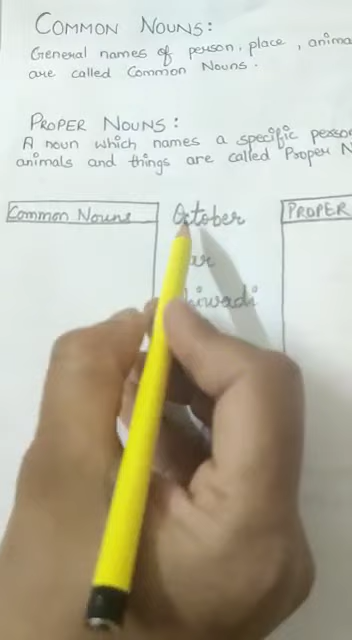 COMMON NOUNS:
General names of person, place, anima
are called Common Nouns.
PROPER NOUNS:
A noun which names a specific person
animals and things are called Proper N
Common Nouns
October
PROPER